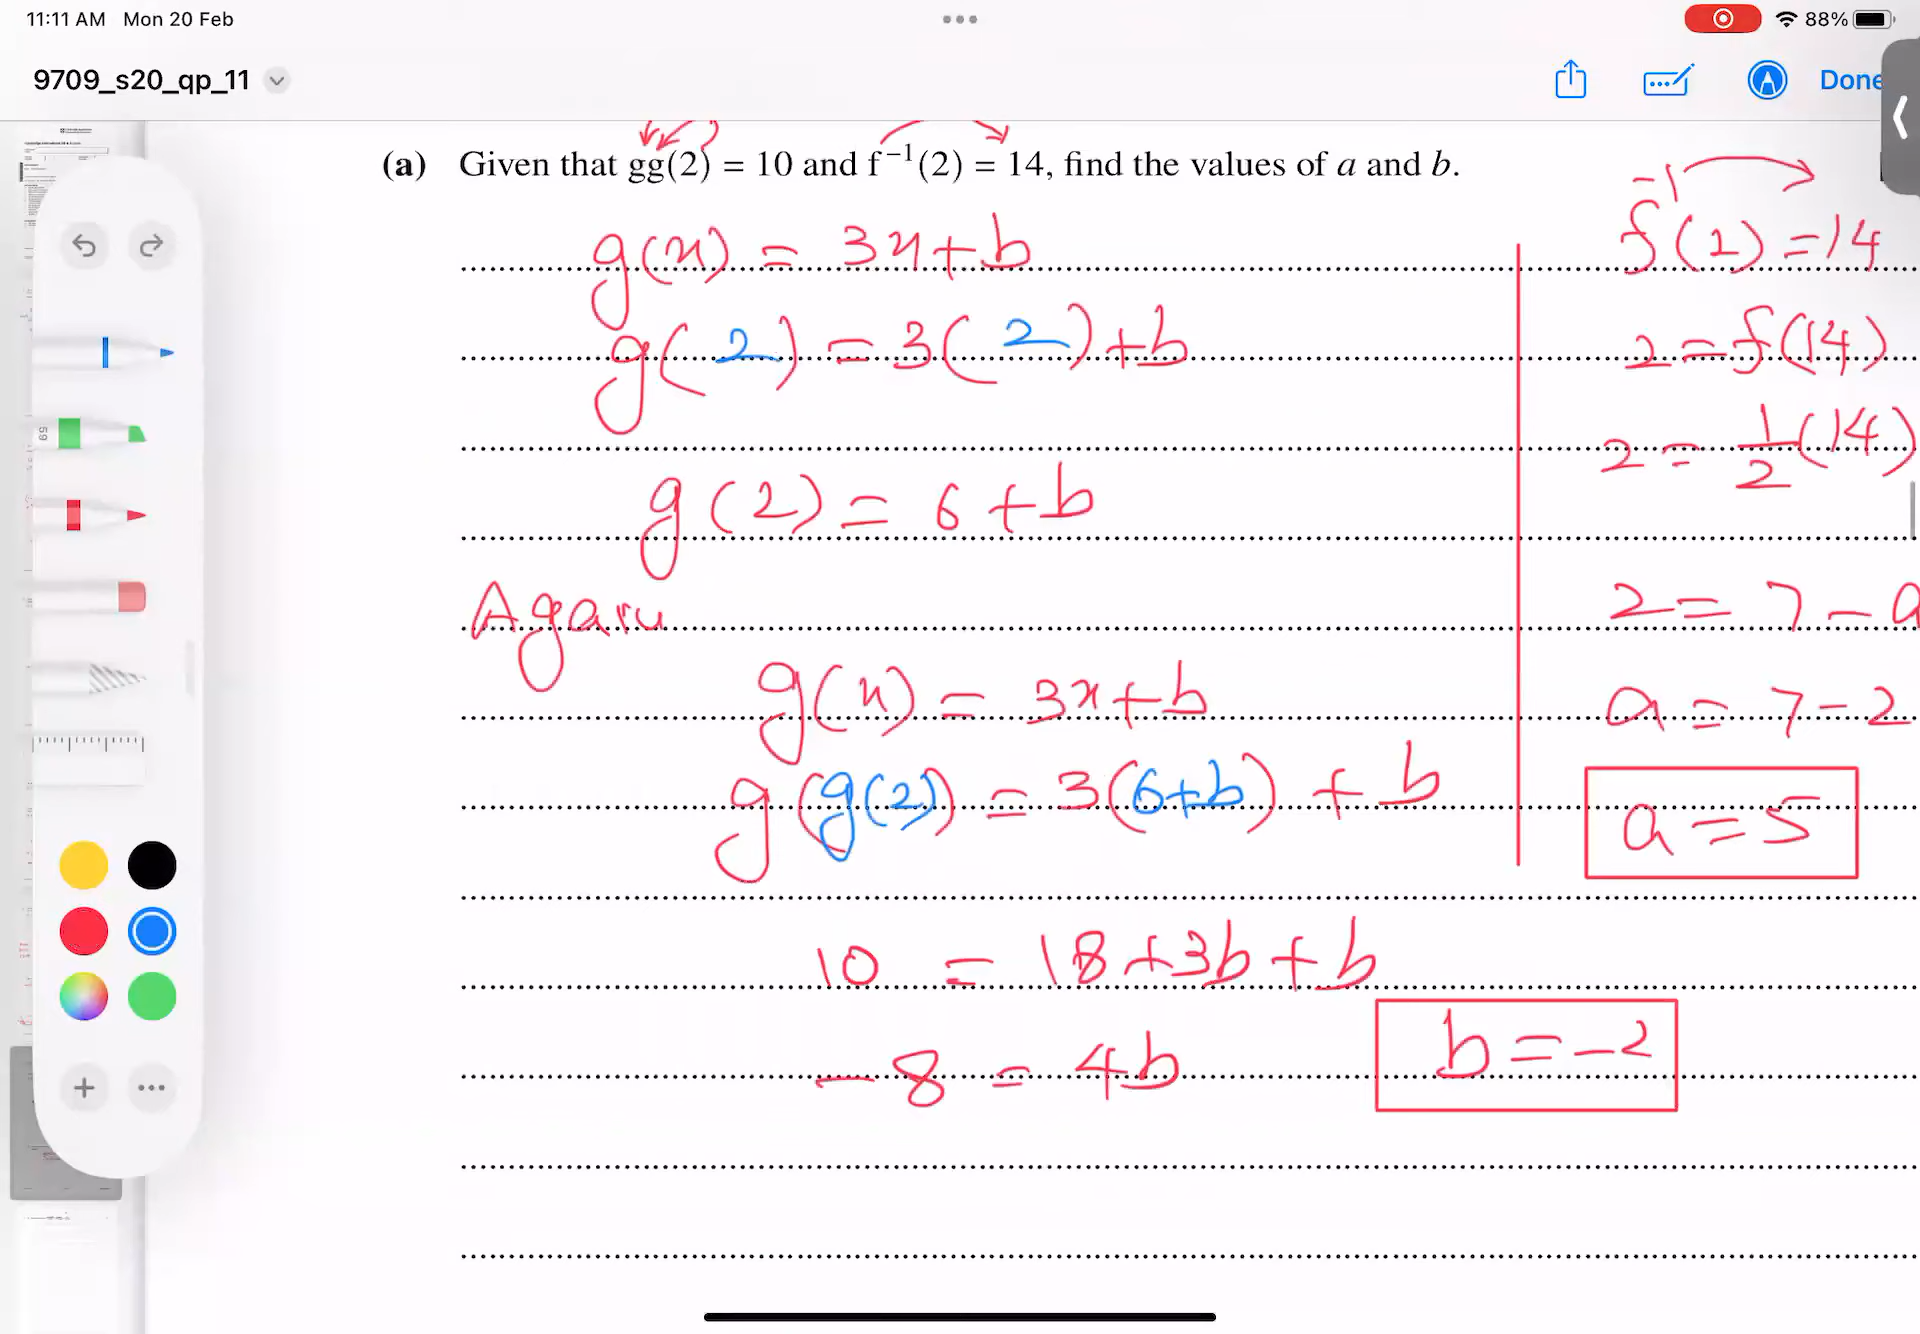 11:11 AM Mon 20 Feb
88%
9709_s20_qp_11
Done
(a) Given that gg(2) = 10 and f⁻¹(2) = 14, find the values of a and b.
g(x) = 3x + b
g(2) = 3(2) + b
g(2) = 6 + b
Again
g(x) = 3x + b
g(g(2)) = 3(6+b) + b
10 = 18 + 3b + b
-8 = 4b
b = -2
f⁻¹(2) = 14
2 = f(14)
2 = 1/2(14)
2 = 7 - a
a = 7 - 2
a = 5
59